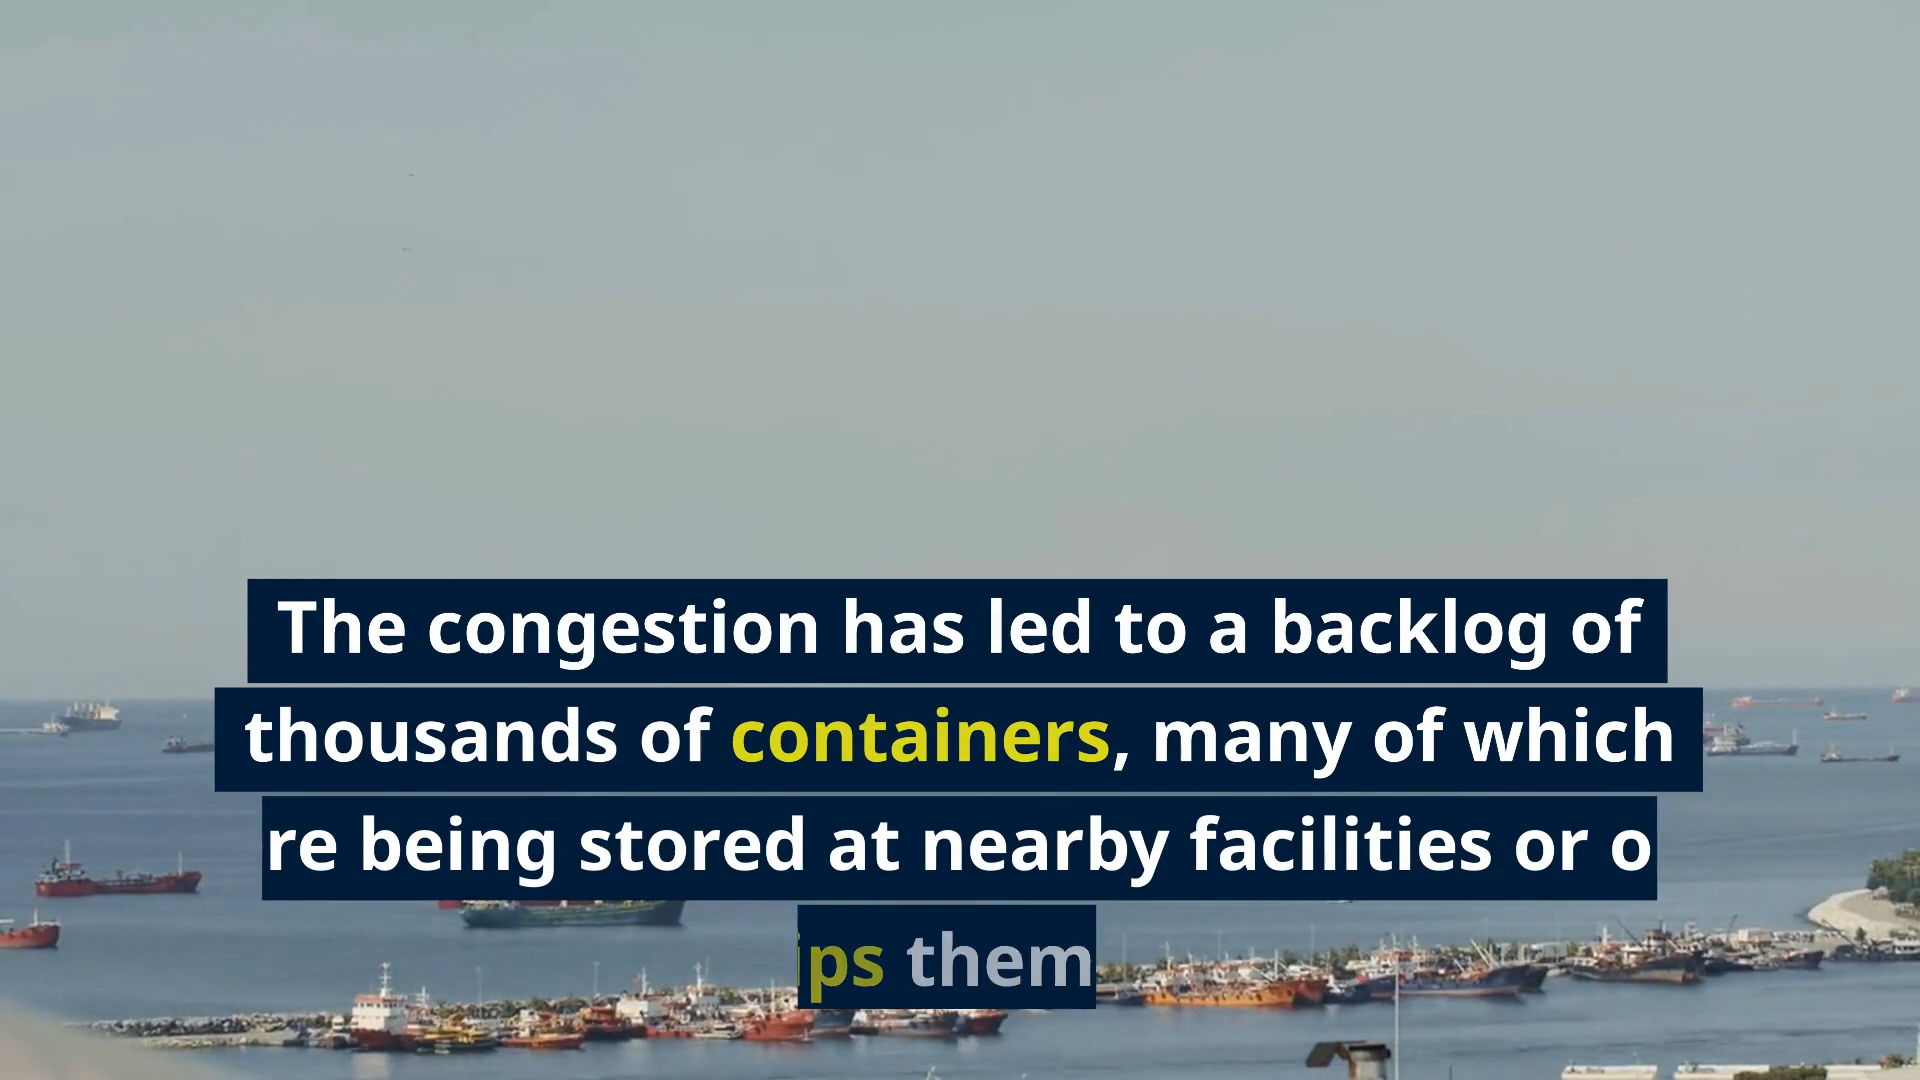 The congestion has led to a backlog of
thousands of containers, many of which
re being stored at nearby facilities or o
ps them